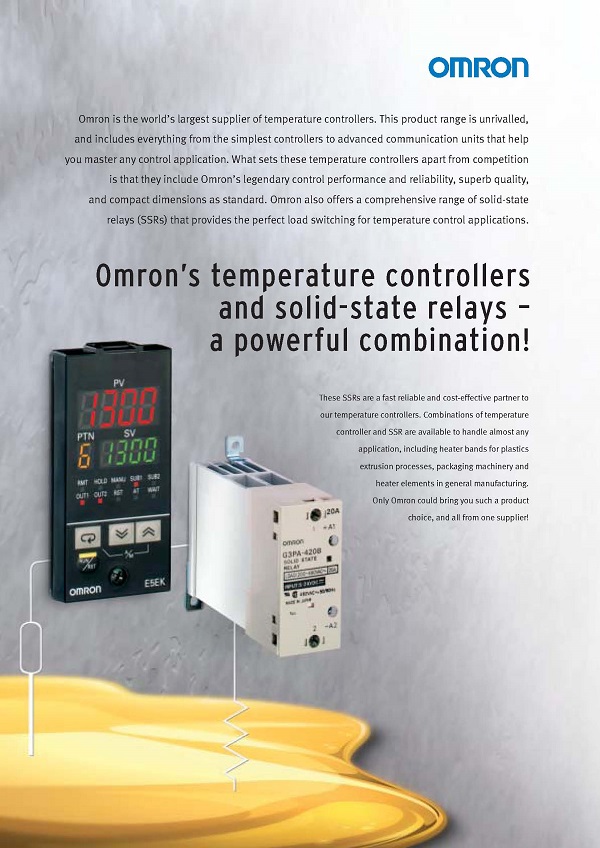 OMRON
Omron is the world's largest supplier of temperature controllers. This product range is unrivalled,
and includes everything from the simplest controllers to advanced communication units that help
you master any control application. What sets these temperature controllers apart from competition
is that they include Omron's legendary control performance and reliability, superb quality,
and compact dimensions as standard. Omron also offers a comprehensive range of solid-state
relays (SSRs) that provides the perfect load switching for temperature control applications.
Omron's temperature controllers
and solid-state relays –
a powerful combination!
These SSRs are a fast reliable and cost-effective partner to
our temperature controllers. Combinations of temperature
controller and SSR are available to handle almost any
application, including heater bands for plastics
extrusion processes, packaging machinery and
heater elements in general manufacturing.
Only Omron could bring you such a product
choice, and all from one supplier!
PV
1300
PTN SV
6 1300
RMT HOLD MANU SUB1 SUB2
OUT1 OUT2 RST AT WAIT
A/M
RUN/
RST
OMRON E5EK
20A
1 +A1
OMRON
G3PA-420B
SOLID STATE
RELAY
MADE IN JAPAN
2 -A2